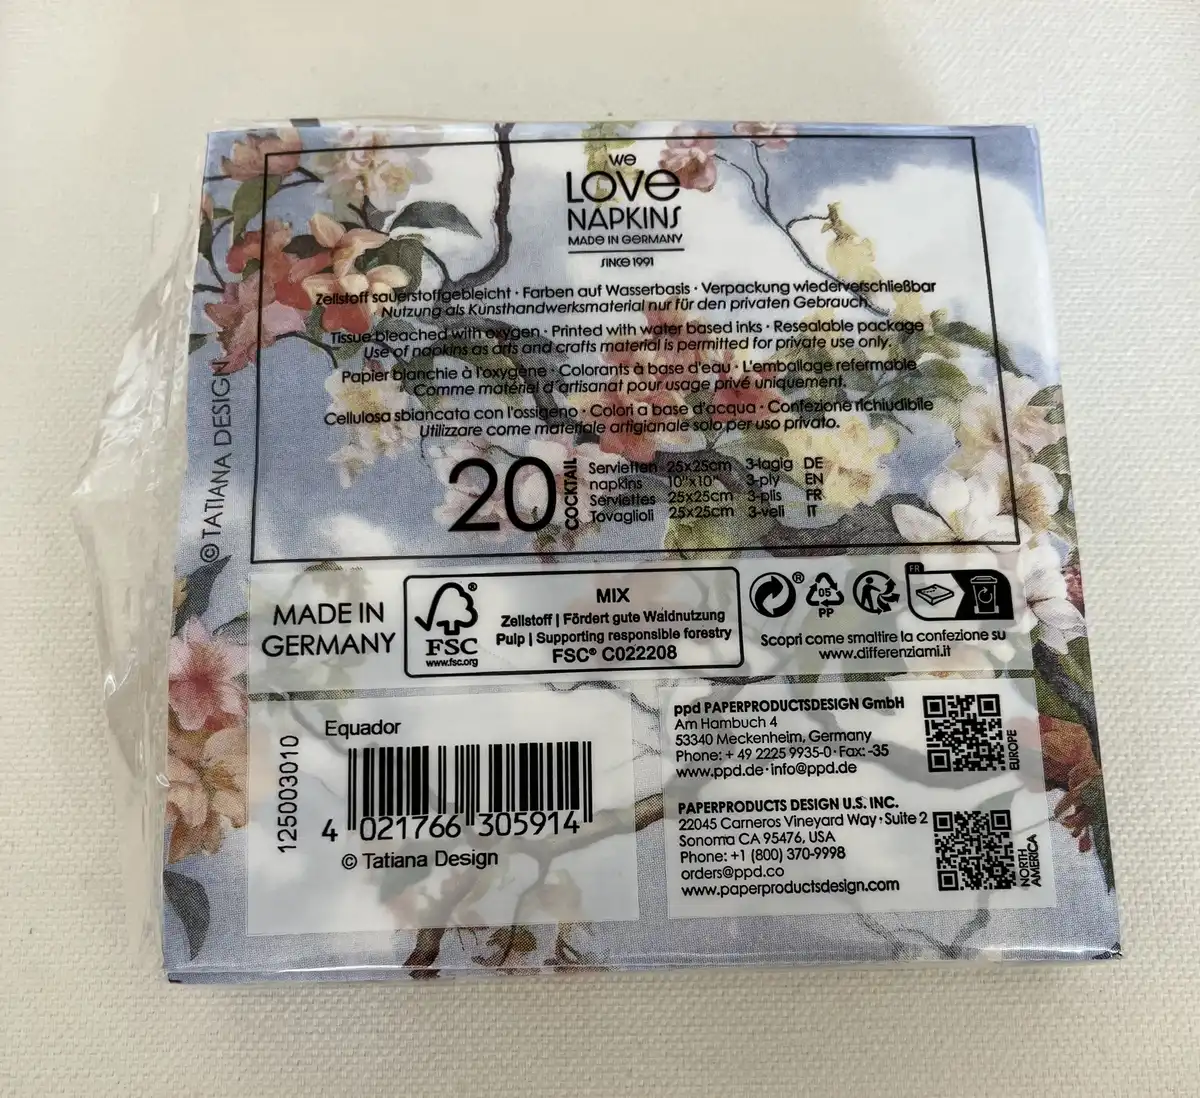 we
LOVe
NAPKINS
MADE IN GERMANY
SINCE 1991
Zellstoff sauerstoffgebleicht · Farben auf Wasserbasis · Verpackung wiederverschließbar
· Nutzung als Kunsthandwerksmaterial nur für den privaten Gebrauch.
Tissue bleached with oxygen · Printed with water based inks · Resealable package
Use of napkins as arts and crafts material is permitted for private use only.
Papier blanchie à l'oxygène · Colorants à base d'eau · L'emballage refermable
Comme matériel d'artisanat pour usage privé uniquement.
Cellulosa sbiancata con l'ossigeno · Colori a base d'acqua · Confezione richiudibile
Utilizzare come materiale artigianale solo per uso privato.
© TATIANA DESIGN
20
COCKTAIL
Servietten 25x25cm 3-lagig DE
napkins 10"x10" 3-ply EN
Serviettes 25x25cm 3-plis FR
Tovaglioli 25x25cm 3-veli IT
MADE IN
GERMANY
®
FSC
www.fsc.org
MIX
Zellstoff | Fördert gute Waldnutzung
Pulp | Supporting responsible forestry
FSC® C022208
®
05
PP
FR
Scopri come smaltire la confezione su
www.differenziami.it
125003010
Equador
4 021766 305914
© Tatiana Design
ppd PAPERPRODUCTSDESIGN GmbH
Am Hambuch 4
53340 Meckenheim, Germany
Phone: + 49 2225 9935-0 · Fax: -35
www.ppd.de · info@ppd.de
EUROPE
PAPERPRODUCTS DESIGN U.S. INC.
22045 Carneros Vineyard Way · Suite 2
Sonoma CA 95476, USA
Phone: +1 (800) 370-9998
orders@ppd.co
www.paperproductsdesign.com
NORTH
AMERICA